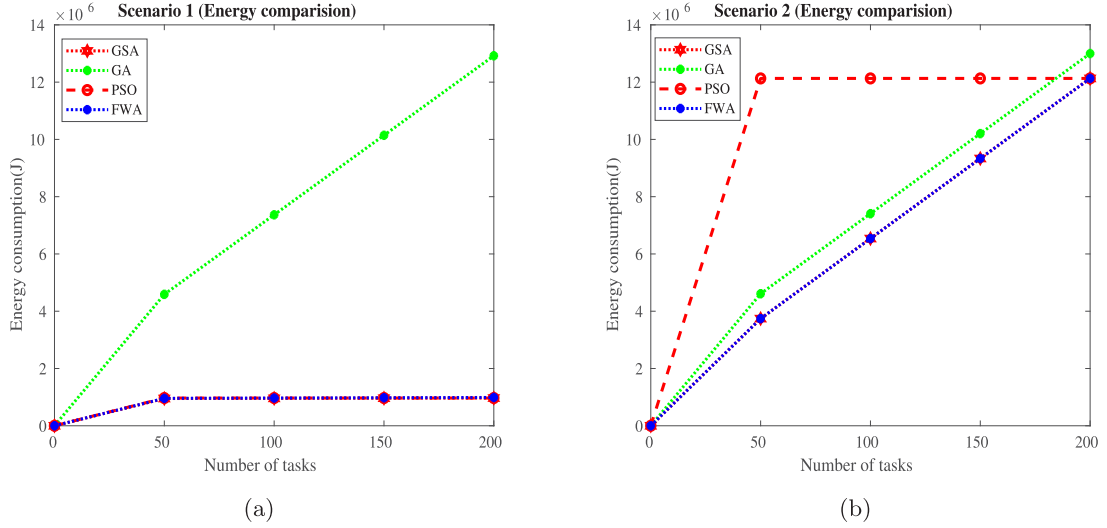 ×10 6
Scenario 1 (Energy comparision)
14
12
10
8
6
4
2
0
Energy consumption(J)
GSA
GA
PSO
FWA
0
50
100
150
200
Number of tasks
(a)
×10 6
Scenario 2 (Energy comparision)
14
12
10
8
6
4
2
0
Energy consumption(J)
GSA
GA
PSO
FWA
0
50
100
150
200
Number of tasks
(b)